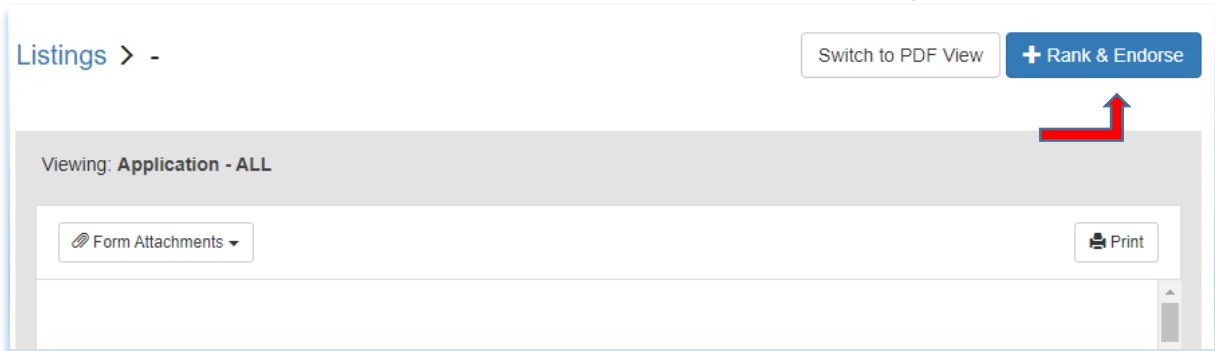 Listings > -
Switch to PDF View
+ Rank & Endorse
Viewing: Application - ALL
Form Attachments
Print